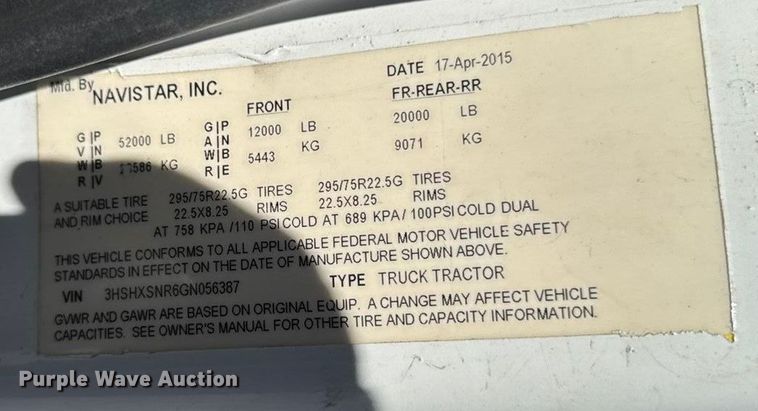 Mfd. By NAVISTAR, INC. DATE 17-Apr-2015
FRONT FR-REAR-RR
G|P 52000 LB G|P 12000 LB 20000 LB
V|N A|N
W|B KG W|B 5443 KG 9071 KG
R|V R|E
A SUITABLE TIRE 295/75R22.5G TIRES 295/75R22.5G TIRES
AND RIM CHOICE 22.5X8.25 RIMS 22.5X8.25 RIMS
AT 758 KPA/110 PSI COLD AT 689 KPA/100PSI COLD DUAL
THIS VEHICLE CONFORMS TO ALL APPLICABLE FEDERAL MOTOR VEHICLE SAFETY
STANDARDS IN EFFECT ON THE DATE OF MANUFACTURE SHOWN ABOVE.
VIN 3HSHXSNR6GN056387 TYPE TRUCK TRACTOR
GVWR AND GAWR ARE BASED ON ORIGINAL EQUIP. A CHANGE MAY AFFECT VEHICLE
CAPACITIES. SEE OWNER'S MANUAL FOR OTHER TIRE AND CAPACITY INFORMATION.
Purple Wave Auction